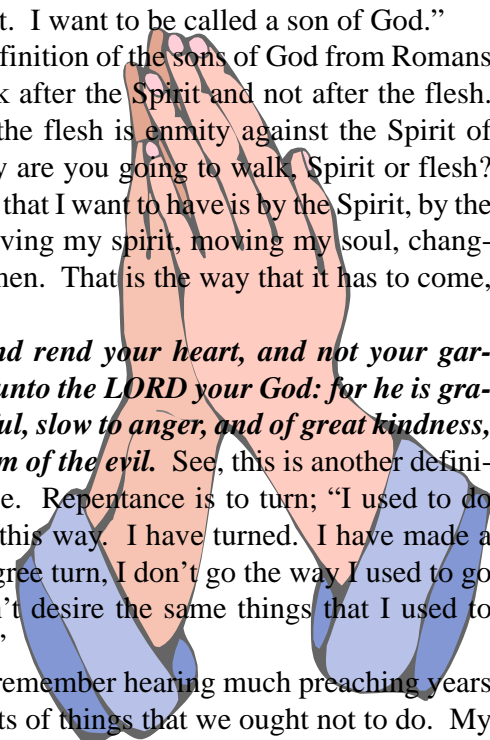 t. I want to be called a son of God.”
finition of the sons of God from Romans
k after the Spirit and not after the flesh.
the flesh is enmity against the Spirit of
y are you going to walk, Spirit or flesh?
that I want to have is by the Spirit, by the
ving my spirit, moving my soul, chang-
hen. That is the way that it has to come,
nd rend your heart, and not your gar-
unto the LORD your God: for he is gra-
ful, slow to anger, and of great kindness,
m of the evil. See, this is another defini-
e. Repentance is to turn; “I used to do
this way. I have turned. I have made a
gree turn, I don’t go the way I used to go
n’t desire the same things that I used to
”
remember hearing much preaching years
ts of things that we ought not to do. My